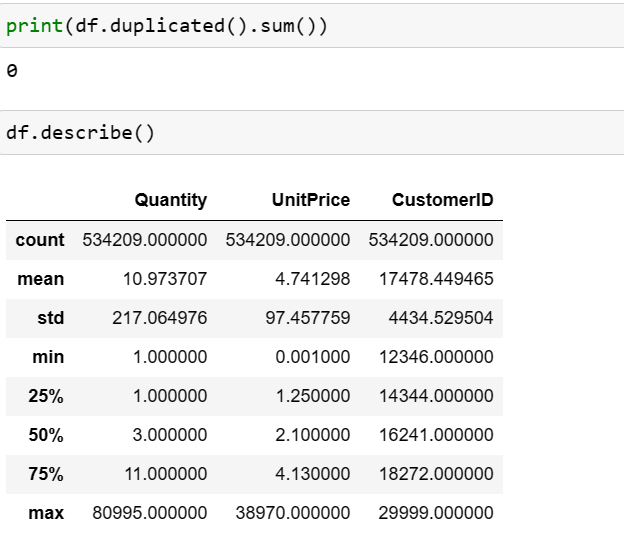 print(df.duplicated().sum())
0
df.describe()
Quantity UnitPrice CustomerID
count 534209.000000 534209.000000 534209.000000
mean 10.973707 4.741298 17478.449465
std 217.064976 97.457759 4434.529504
min 1.000000 0.001000 12346.000000
25% 1.000000 1.250000 14344.000000
50% 3.000000 2.100000 16241.000000
75% 11.000000 4.130000 18272.000000
max 80995.000000 38970.000000 29999.000000